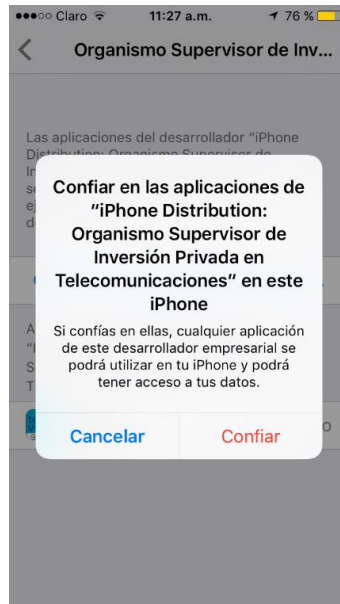 Claro 11:27 a.m. 76 %
Organismo Supervisor de Inv...
Las aplicaciones del desarrollador "iPhone
Distribution: Organismo Supervisor de
Confiar en las aplicaciones de
"iPhone Distribution:
Organismo Supervisor de
Inversión Privada en
Telecomunicaciones" en este
iPhone
Si confías en ellas, cualquier aplicación
de este desarrollador empresarial se
podrá utilizar en tu iPhone y podrá
tener acceso a tus datos.
Cancelar Confiar